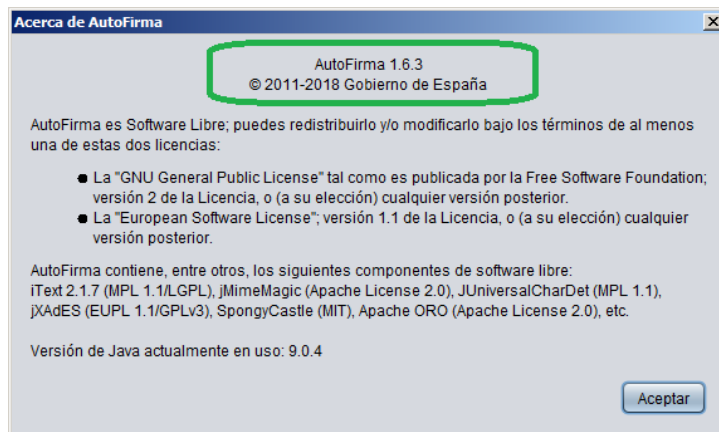 Acerca de AutoFirma
AutoFirma 1.6.3
© 2011-2018 Gobierno de España
AutoFirma es Software Libre; puedes redistribuirlo y/o modificarlo bajo los términos de al menos
una de estas dos licencias:
● La "GNU General Public License" tal como es publicada por la Free Software Foundation;
versión 2 de la Licencia, o (a su elección) cualquier versión posterior.
● La "European Software License"; versión 1.1 de la Licencia, o (a su elección) cualquier
versión posterior.
AutoFirma contiene, entre otros, los siguientes componentes de software libre:
iText 2.1.7 (MPL 1.1/LGPL), jMimeMagic (Apache License 2.0), JUniversalCharDet (MPL 1.1),
jXAdES (EUPL 1.1/GPLv3), SpongyCastle (MIT), Apache ORO (Apache License 2.0), etc.
Versión de Java actualmente en uso: 9.0.4
Aceptar